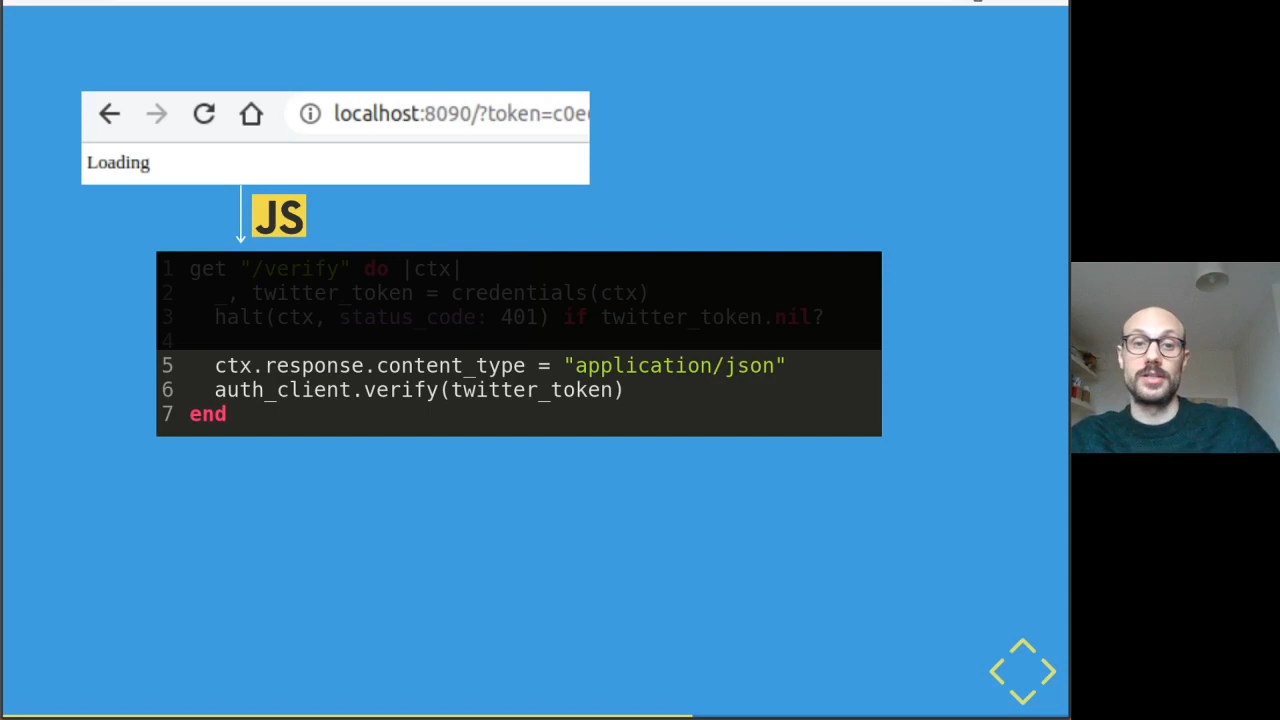 localhost:8090/?token=c0e
Loading
JS
1 get "/verify" do |ctx|
2 _, twitter_token = credentials(ctx)
3 halt(ctx, status_code: 401) if twitter_token.nil?
4
5 ctx.response.content_type = "application/json"
6 auth_client.verify(twitter_token)
7 end